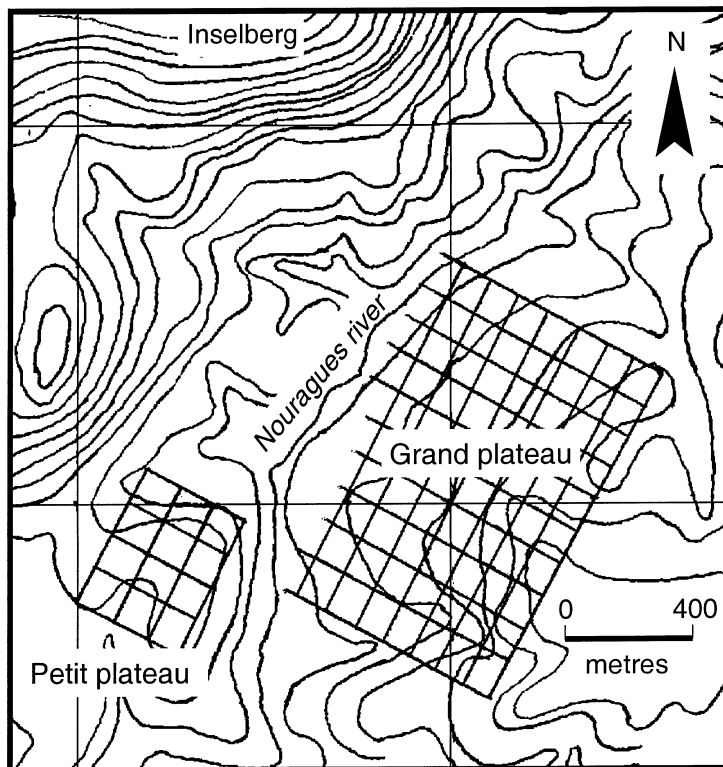 Inselberg
N
Nouragues river
Grand plateau
0 400
metres
Petit plateau